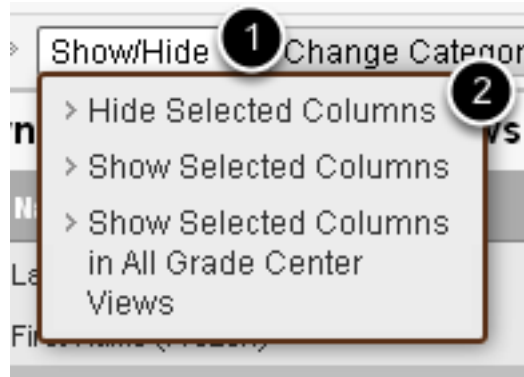 Show/Hide 1 Change Categor
Hide Selected Columns 2
Show Selected Columns
Show Selected Columns
in All Grade Center
Views